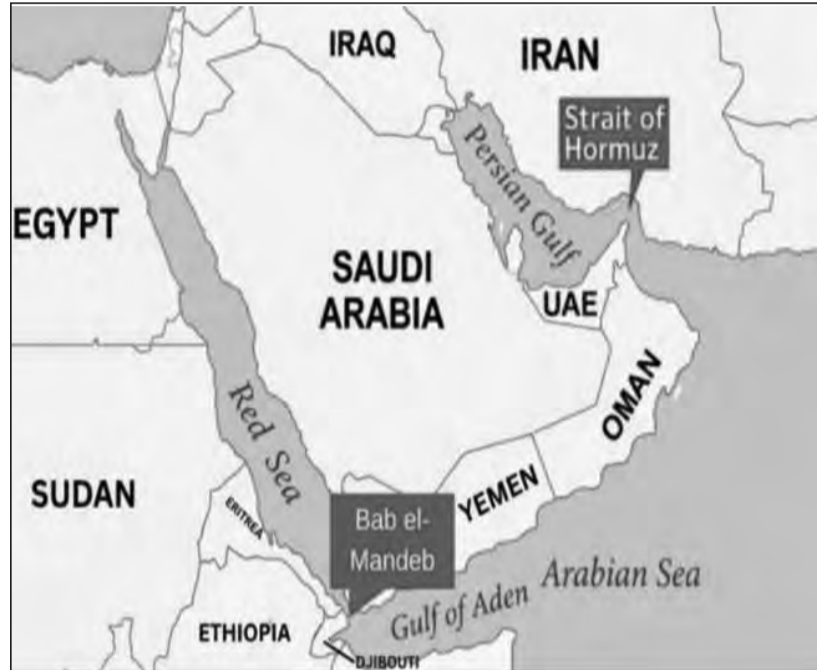 IRAQ
IRAN
Strait of
Hormuz
Persian Gulf
EGYPT
SAUDI
ARABIA
UAE
OMAN
Red Sea
SUDAN
ERITREA
YEMEN
Bab el-
Mandeb
Arabian Sea
Gulf of Aden
ETHIOPIA
DJIBOUTI